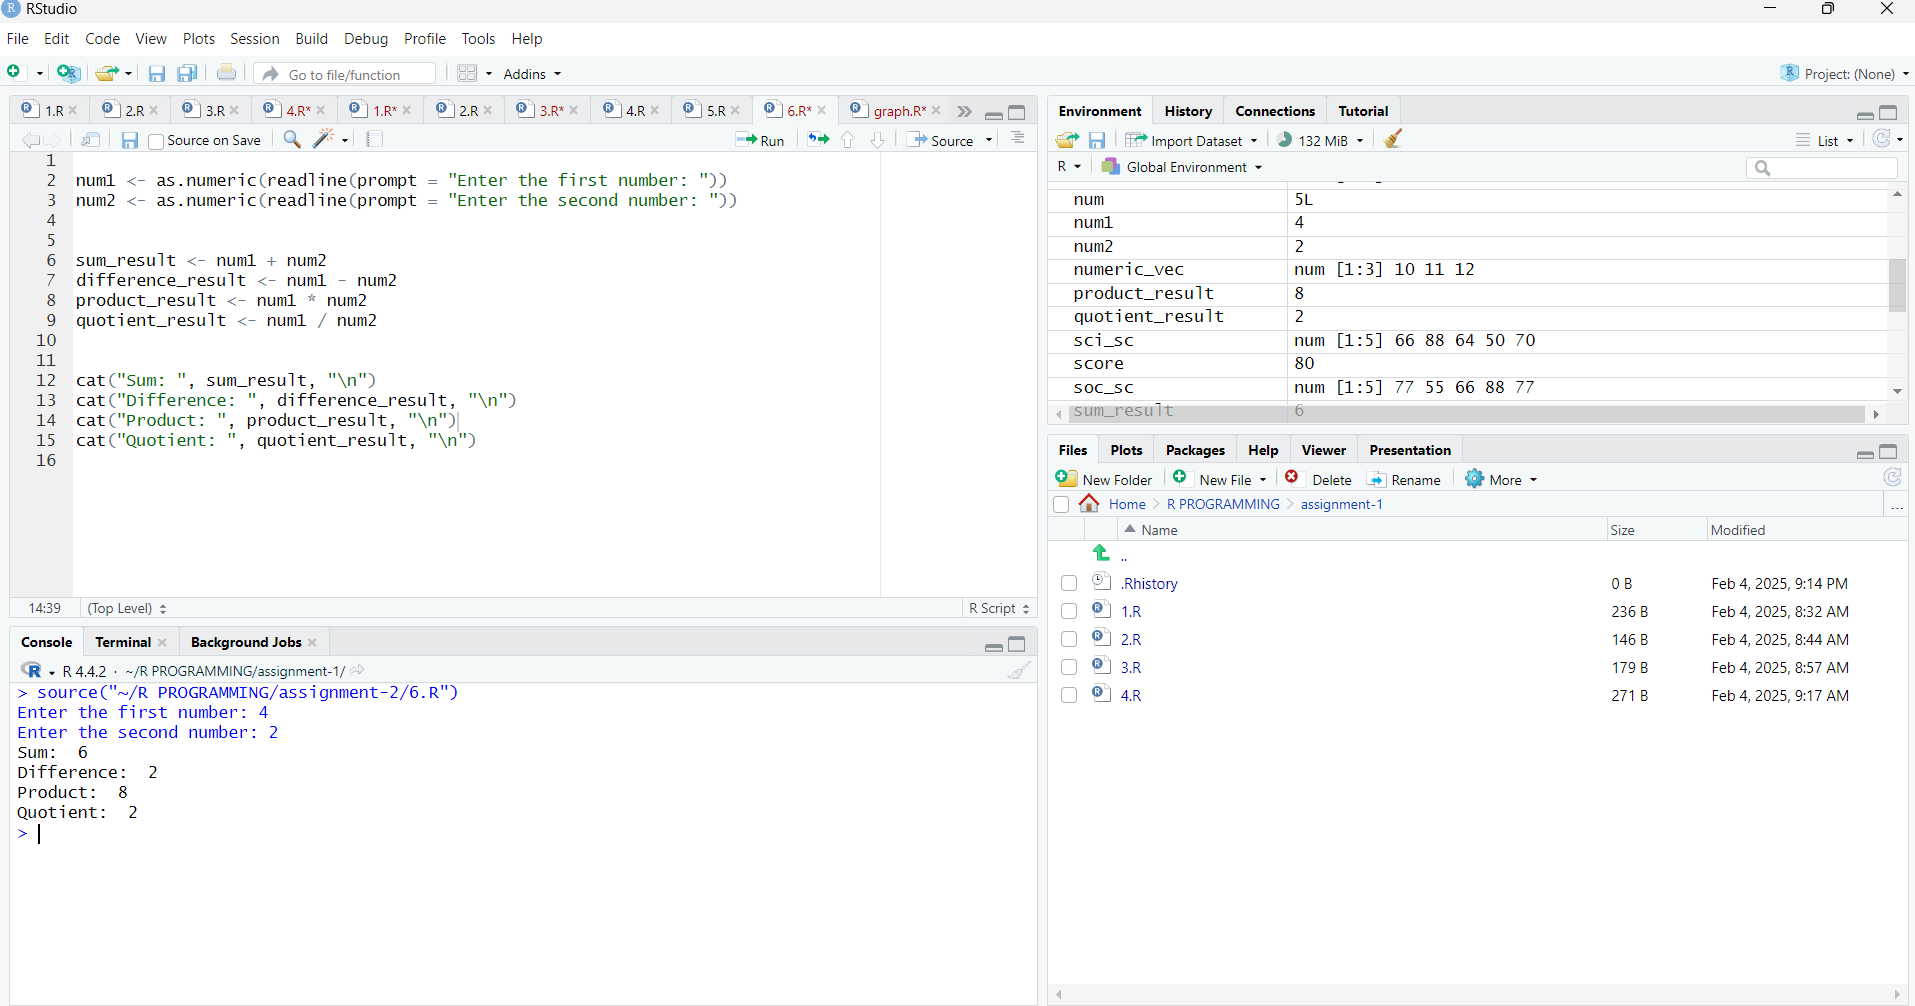 RStudio
File Edit Code View Plots Session Build Debug Profile Tools Help
Go to file/function Addins Project: (None)
1.R 2.R 3.R 4.R* 1.R* 2.R 3.R* 4.R 5.R 6.R* graph.R*
Source on Save Run Source
1
2 num1 <- as.numeric(readline(prompt = "Enter the first number: "))
3 num2 <- as.numeric(readline(prompt = "Enter the second number: "))
4
5
6 sum_result <- num1 + num2
7 difference_result <- num1 - num2
8 product_result <- num1 * num2
9 quotient_result <- num1 / num2
10
11
12 cat("Sum: ", sum_result, "\n")
13 cat("Difference: ", difference_result, "\n")
14 cat("Product: ", product_result, "\n")
15 cat("Quotient: ", quotient_result, "\n")
16
14:39 (Top Level) R Script
Console Terminal Background Jobs
R 4.4.2 · ~/R PROGRAMMING/assignment-1/
> source("~/R PROGRAMMING/assignment-2/6.R")
Enter the first number: 4
Enter the second number: 2
Sum:  6
Difference:  2
Product:  8
Quotient:  2
>
Environment History Connections Tutorial
Import Dataset 132 MiB List
R Global Environment
num 5L
num1 4
num2 2
numeric_vec num [1:3] 10 11 12
product_result 8
quotient_result 2
sci_sc num [1:5] 66 88 64 50 70
score 80
soc_sc num [1:5] 77 55 66 88 77
sum_result 6
Files Plots Packages Help Viewer Presentation
New Folder New File Delete Rename More
Home R PROGRAMMING assignment-1 ...
Name Size Modified
..
.Rhistory 0 B Feb 4, 2025, 9:14 PM
1.R 236 B Feb 4, 2025, 8:32 AM
2.R 146 B Feb 4, 2025, 8:44 AM
3.R 179 B Feb 4, 2025, 8:57 AM
4.R 271 B Feb 4, 2025, 9:17 AM